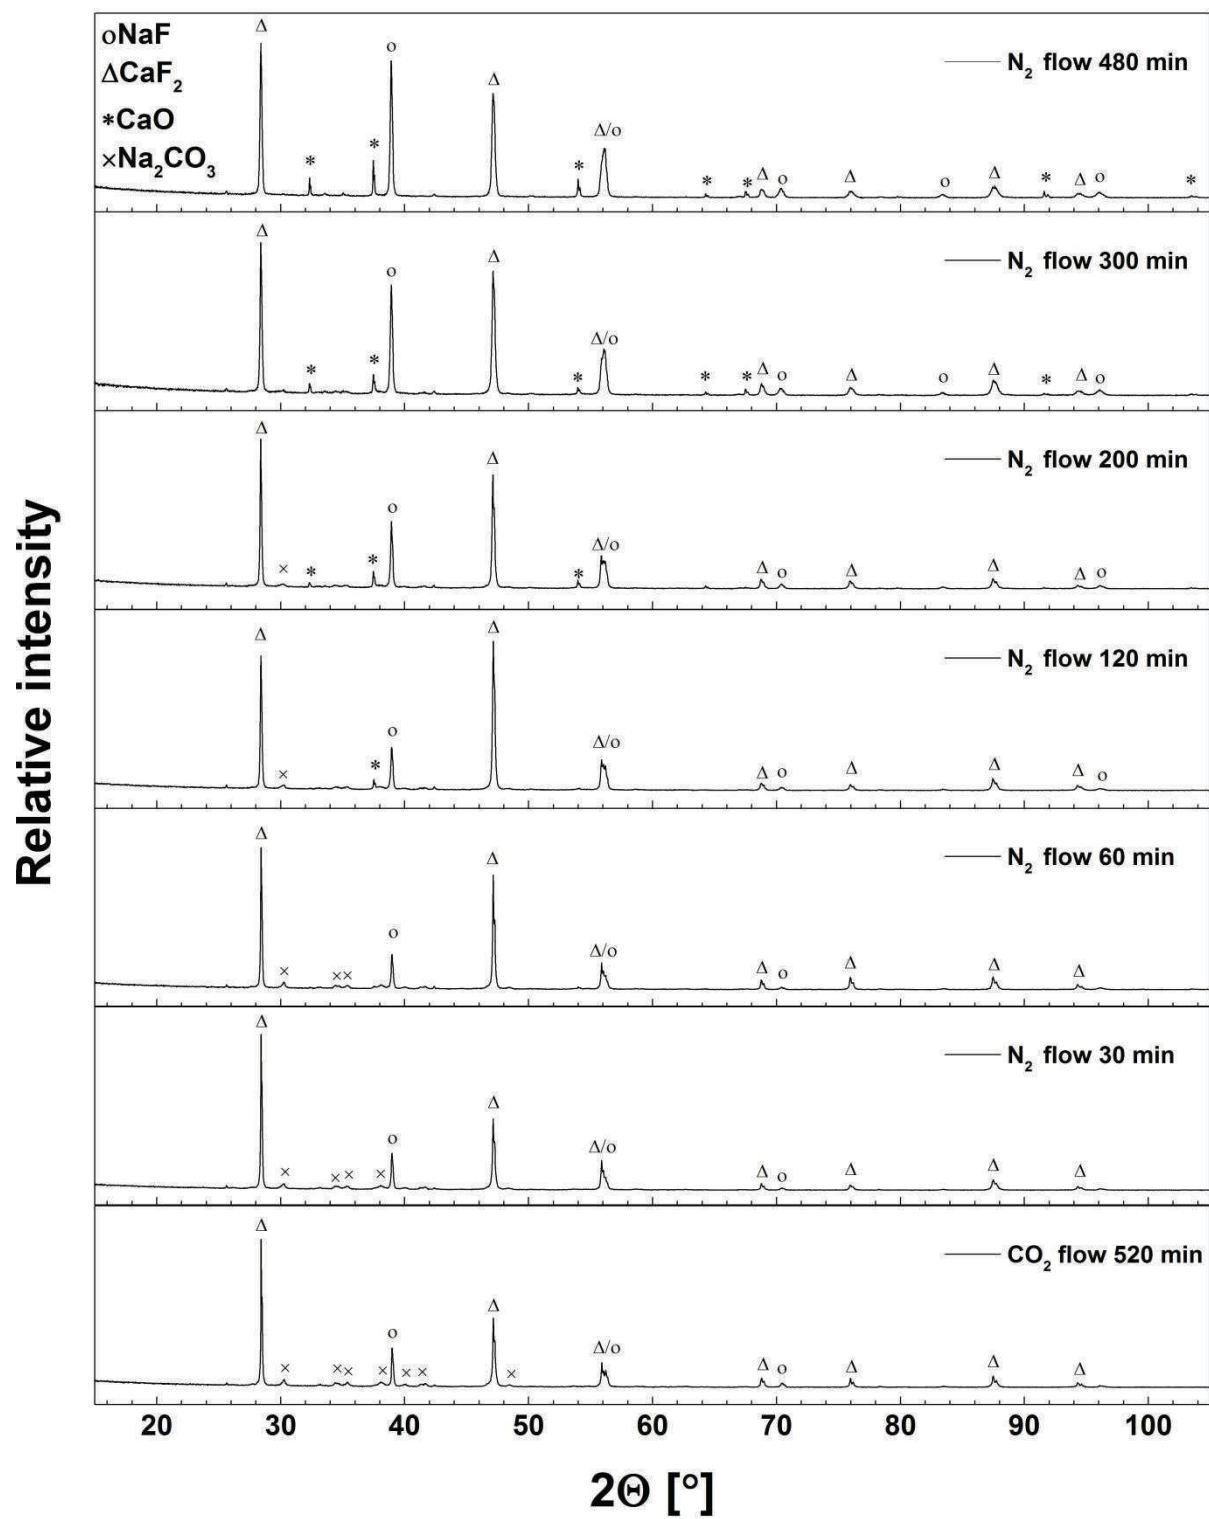 oNaF
ΔCaF₂
*CaO
×Na₂CO₃
Δ o Δ Δ/o * * * * * Δ o Δ o Δ * Δ o *
N₂ flow 480 min
Δ o Δ Δ/o * * * * * Δ o Δ o Δ * Δ o
N₂ flow 300 min
Δ × * * o Δ Δ/o * Δ o Δ Δ Δ o
N₂ flow 200 min
Δ × * o Δ Δ/o Δ o Δ Δ Δ o
N₂ flow 120 min
Δ × × × o Δ Δ/o Δ o Δ Δ Δ
N₂ flow 60 min
Δ × × × × o Δ Δ/o Δ o Δ Δ Δ
N₂ flow 30 min
Δ × × × × o × × Δ × Δ/o Δ o Δ Δ Δ
CO₂ flow 520 min
Relative intensity
20 30 40 50 60 70 80 90 100
2Θ [°]